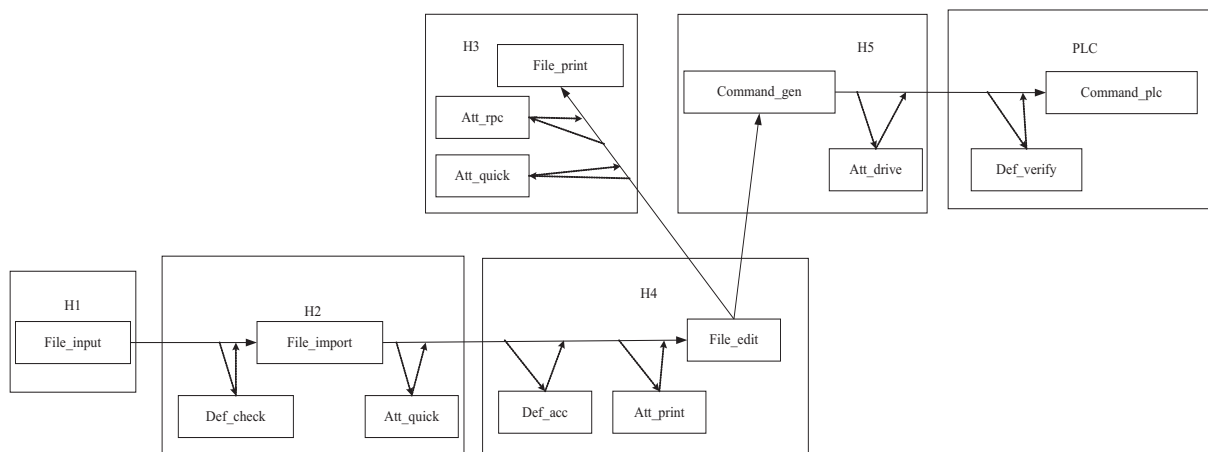 H3
File_print
Att_rpc
Att_quick
H5
Command_gen
Att_drive
PLC
Command_plc
Def_verify
H1
File_input
H2
File_import
Def_check
Att_quick
H4
File_edit
Def_acc
Att_print